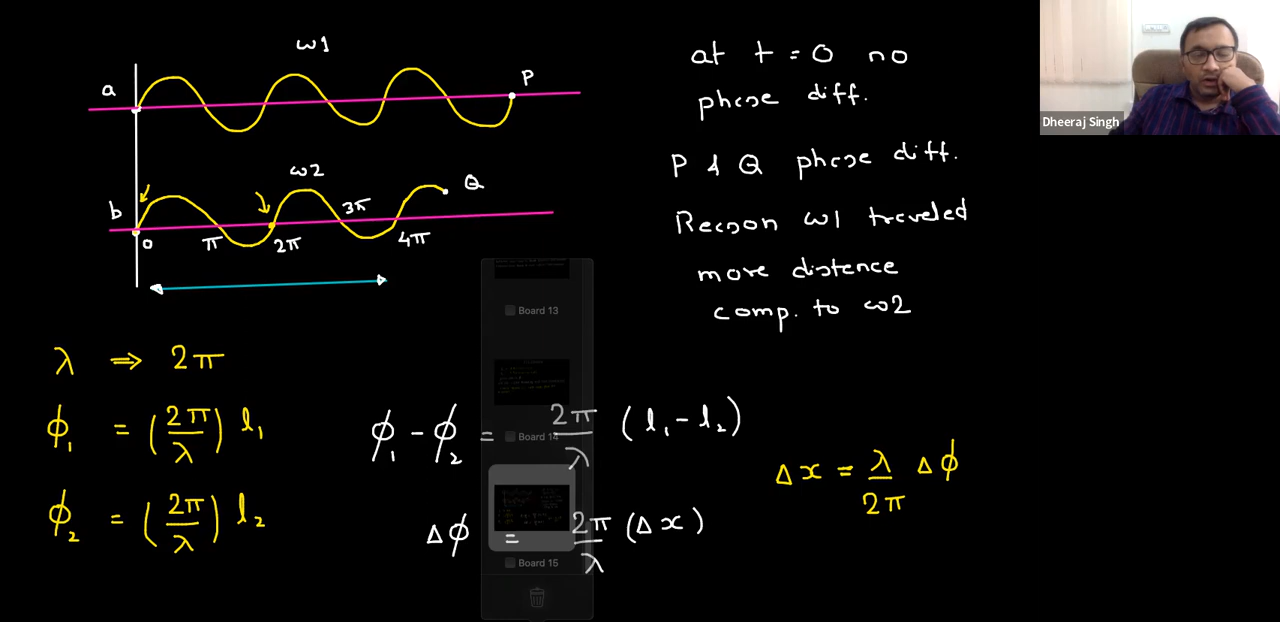 ω1
a
P
ω2
b
Q
0
π
2π
3π
4π
at t = 0 no
phase diff.
P & Q phase diff.
Reason ω1 traveled
more distance
comp. to ω2
Dheeraj Singh
λ ⇒ 2π
ϕ₁ = (2π/λ) l₁
ϕ₂ = (2π/λ) l₂
ϕ₁ - ϕ₂ = 2π/λ (l₁ - l₂)
Δϕ = 2π/λ (Δx)
Δx = λ/2π Δϕ
Board 13
Board 14
Board 15